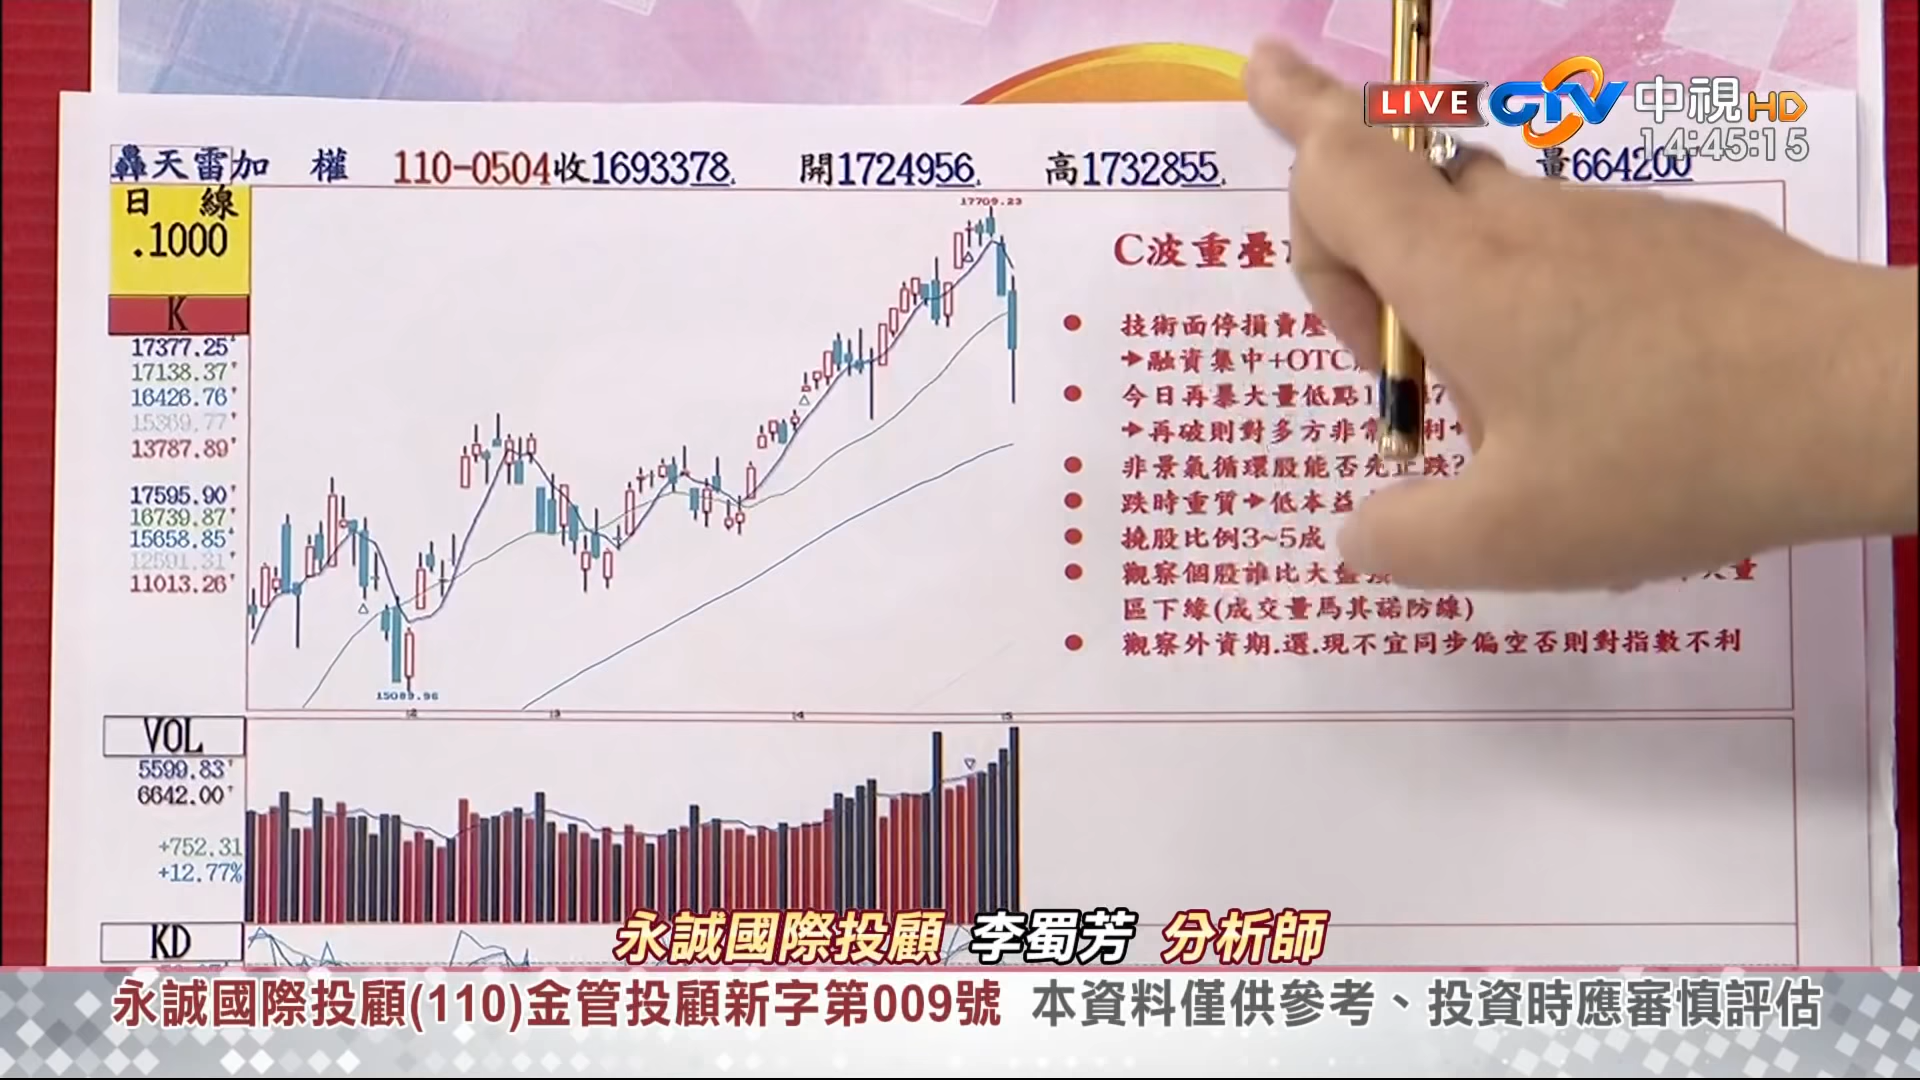 LIVE CTV 中視HD
14:45:15
轟天雷加 權 110-0504收1693378. 開1724956. 高1732855. 量664200
日 線
.1000
K
17377.25
17138.37
16426.76
15369.77
13787.89
17595.90
16739.87
15658.85
12591.31
11013.26
17709.23
15089.96
C波重疊
技術面停損賣壓
➔融資集中+OTC
今日再暴大量低點1
➔再破則對多方非常 利
非景氣循環股能否先止跌?
跌時重質➔低本益
撓股比例3~5成
觀察個股誰比大盤強 大量
區下緣(成交量馬其諾防線)
觀察外資期.選.現不宜同步偏空否則對指數不利
VOL
5599.83
6642.00
+752.31
+12.77%
KD
永誠國際投顧 李蜀芳 分析師
永誠國際投顧(110)金管投顧新字第009號 本資料僅供參考、投資時應審慎評估